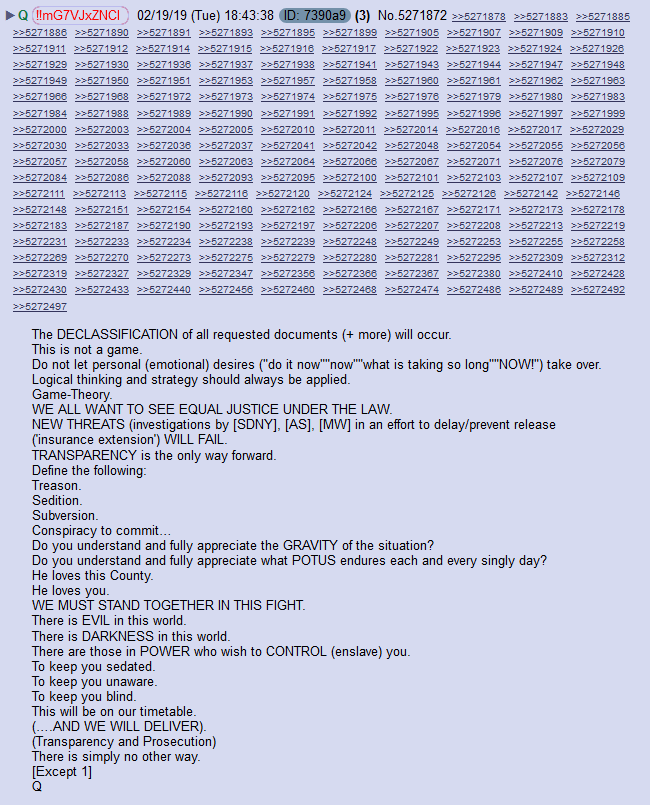 ▶ Q !!mG7VJxZNCI 02/19/19 (Tue) 18:43:38 ID: 7390a9 (3) No.5271872 >>5271878 >>5271883 >>5271885
>>5271886 >>5271890 >>5271891 >>5271893 >>5271895 >>5271899 >>5271905 >>5271907 >>5271909 >>5271910
>>5271911 >>5271912 >>5271914 >>5271915 >>5271916 >>5271917 >>5271922 >>5271923 >>5271924 >>5271926
>>5271929 >>5271930 >>5271936 >>5271937 >>5271938 >>5271941 >>5271943 >>5271944 >>5271947 >>5271948
>>5271949 >>5271950 >>5271951 >>5271953 >>5271957 >>5271958 >>5271960 >>5271961 >>5271962 >>5271963
>>5271966 >>5271968 >>5271972 >>5271973 >>5271974 >>5271975 >>5271976 >>5271979 >>5271980 >>5271983
>>5271984 >>5271988 >>5271989 >>5271990 >>5271991 >>5271992 >>5271995 >>5271996 >>5271997 >>5271999
>>5272000 >>5272003 >>5272004 >>5272005 >>5272010 >>5272011 >>5272014 >>5272016 >>5272017 >>5272029
>>5272030 >>5272033 >>5272036 >>5272037 >>5272041 >>5272042 >>5272048 >>5272054 >>5272055 >>5272056
>>5272057 >>5272058 >>5272060 >>5272063 >>5272064 >>5272066 >>5272067 >>5272071 >>5272076 >>5272079
>>5272084 >>5272086 >>5272088 >>5272093 >>5272095 >>5272100 >>5272101 >>5272103 >>5272107 >>5272109
>>5272111 >>5272113 >>5272115 >>5272116 >>5272120 >>5272124 >>5272125 >>5272126 >>5272142 >>5272146
>>5272148 >>5272151 >>5272154 >>5272160 >>5272162 >>5272166 >>5272167 >>5272171 >>5272173 >>5272178
>>5272183 >>5272187 >>5272190 >>5272193 >>5272197 >>5272206 >>5272207 >>5272208 >>5272213 >>5272219
>>5272231 >>5272233 >>5272234 >>5272238 >>5272239 >>5272248 >>5272249 >>5272253 >>5272255 >>5272258
>>5272269 >>5272270 >>5272273 >>5272275 >>5272279 >>5272280 >>5272281 >>5272295 >>5272309 >>5272312
>>5272319 >>5272327 >>5272329 >>5272347 >>5272356 >>5272366 >>5272367 >>5272380 >>5272410 >>5272428
>>5272430 >>5272433 >>5272440 >>5272456 >>5272460 >>5272468 >>5272474 >>5272486 >>5272489 >>5272492
>>5272497
The DECLASSIFICATION of all requested documents (+ more) will occur.
This is not a game.
Do not let personal (emotional) desires ("do it now""now""what is taking so long""NOW!") take over.
Logical thinking and strategy should always be applied.
Game-Theory.
WE ALL WANT TO SEE EQUAL JUSTICE UNDER THE LAW.
NEW THREATS (investigations by [SDNY], [AS], [MW] in an effort to delay/prevent release
('insurance extension') WILL FAIL.
TRANSPARENCY is the only way forward.
Define the following:
Treason.
Sedition.
Subversion.
Conspiracy to commit…
Do you understand and fully appreciate the GRAVITY of the situation?
Do you understand and fully appreciate what POTUS endures each and every singly day?
He loves this County.
He loves you.
WE MUST STAND TOGETHER IN THIS FIGHT.
There is EVIL in this world.
There is DARKNESS in this world.
There are those in POWER who wish to CONTROL (enslave) you.
To keep you sedated.
To keep you unaware.
To keep you blind.
This will be on our timetable.
(….AND WE WILL DELIVER).
(Transparency and Prosecution)
There is simply no other way.
[Except 1]
Q